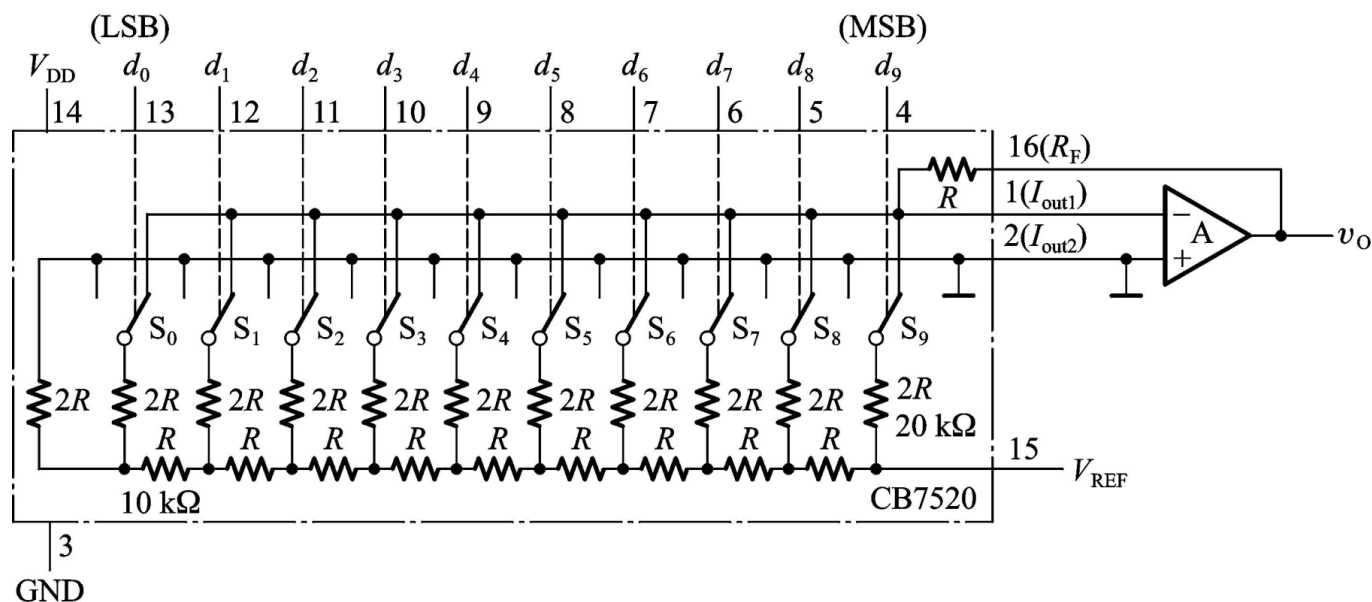 (LSB) (MSB)
V_DD d_0 d_1 d_2 d_3 d_4 d_5 d_6 d_7 d_8 d_9
14 13 12 11 10 9 8 7 6 5 4
16(R_F)
R 1(I_out1)
2(I_out2) − A v_O
+
S_0 S_1 S_2 S_3 S_4 S_5 S_6 S_7 S_8 S_9
2R 2R 2R 2R 2R 2R 2R 2R 2R 2R 2R
R R R R R R R R R 20 kΩ
15 V_REF
10 kΩ CB7520
3
GND